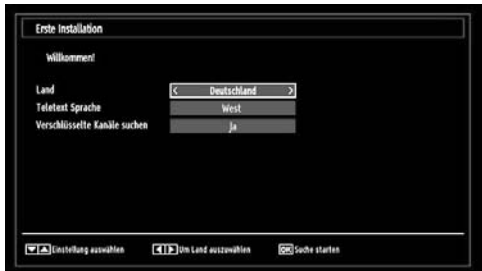 Erste Installation
Willkommen!
Land < Deutschland >
Teletext Sprache West
Verschlüsselte Kanäle suchen Ja
Einstellung auswählen Um Land auszuwählen OK Suche starten